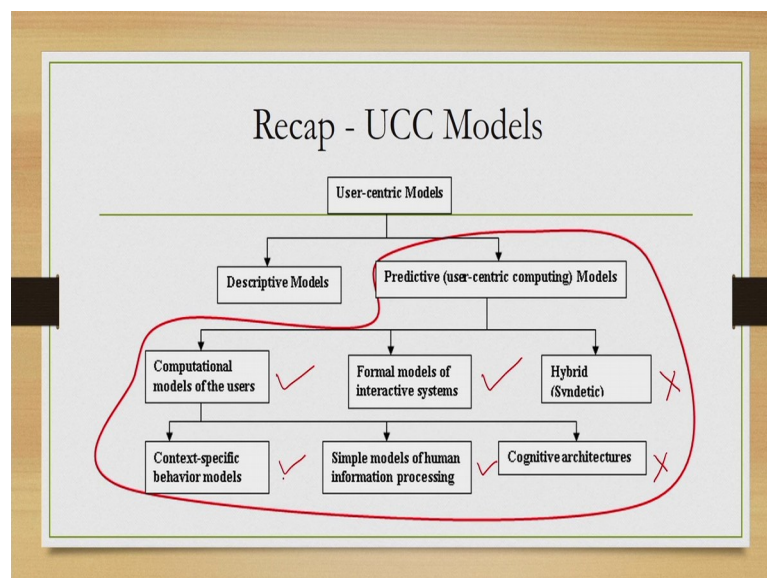 Recap - UCC Models
User-centric Models
Descriptive Models
Predictive (user-centric computing) Models
Computational
models of the users
Formal models of
interactive systems
Hybrid
(Syndetic)
Context-specific
behavior models
Simple models of human
information processing
Cognitive architectures